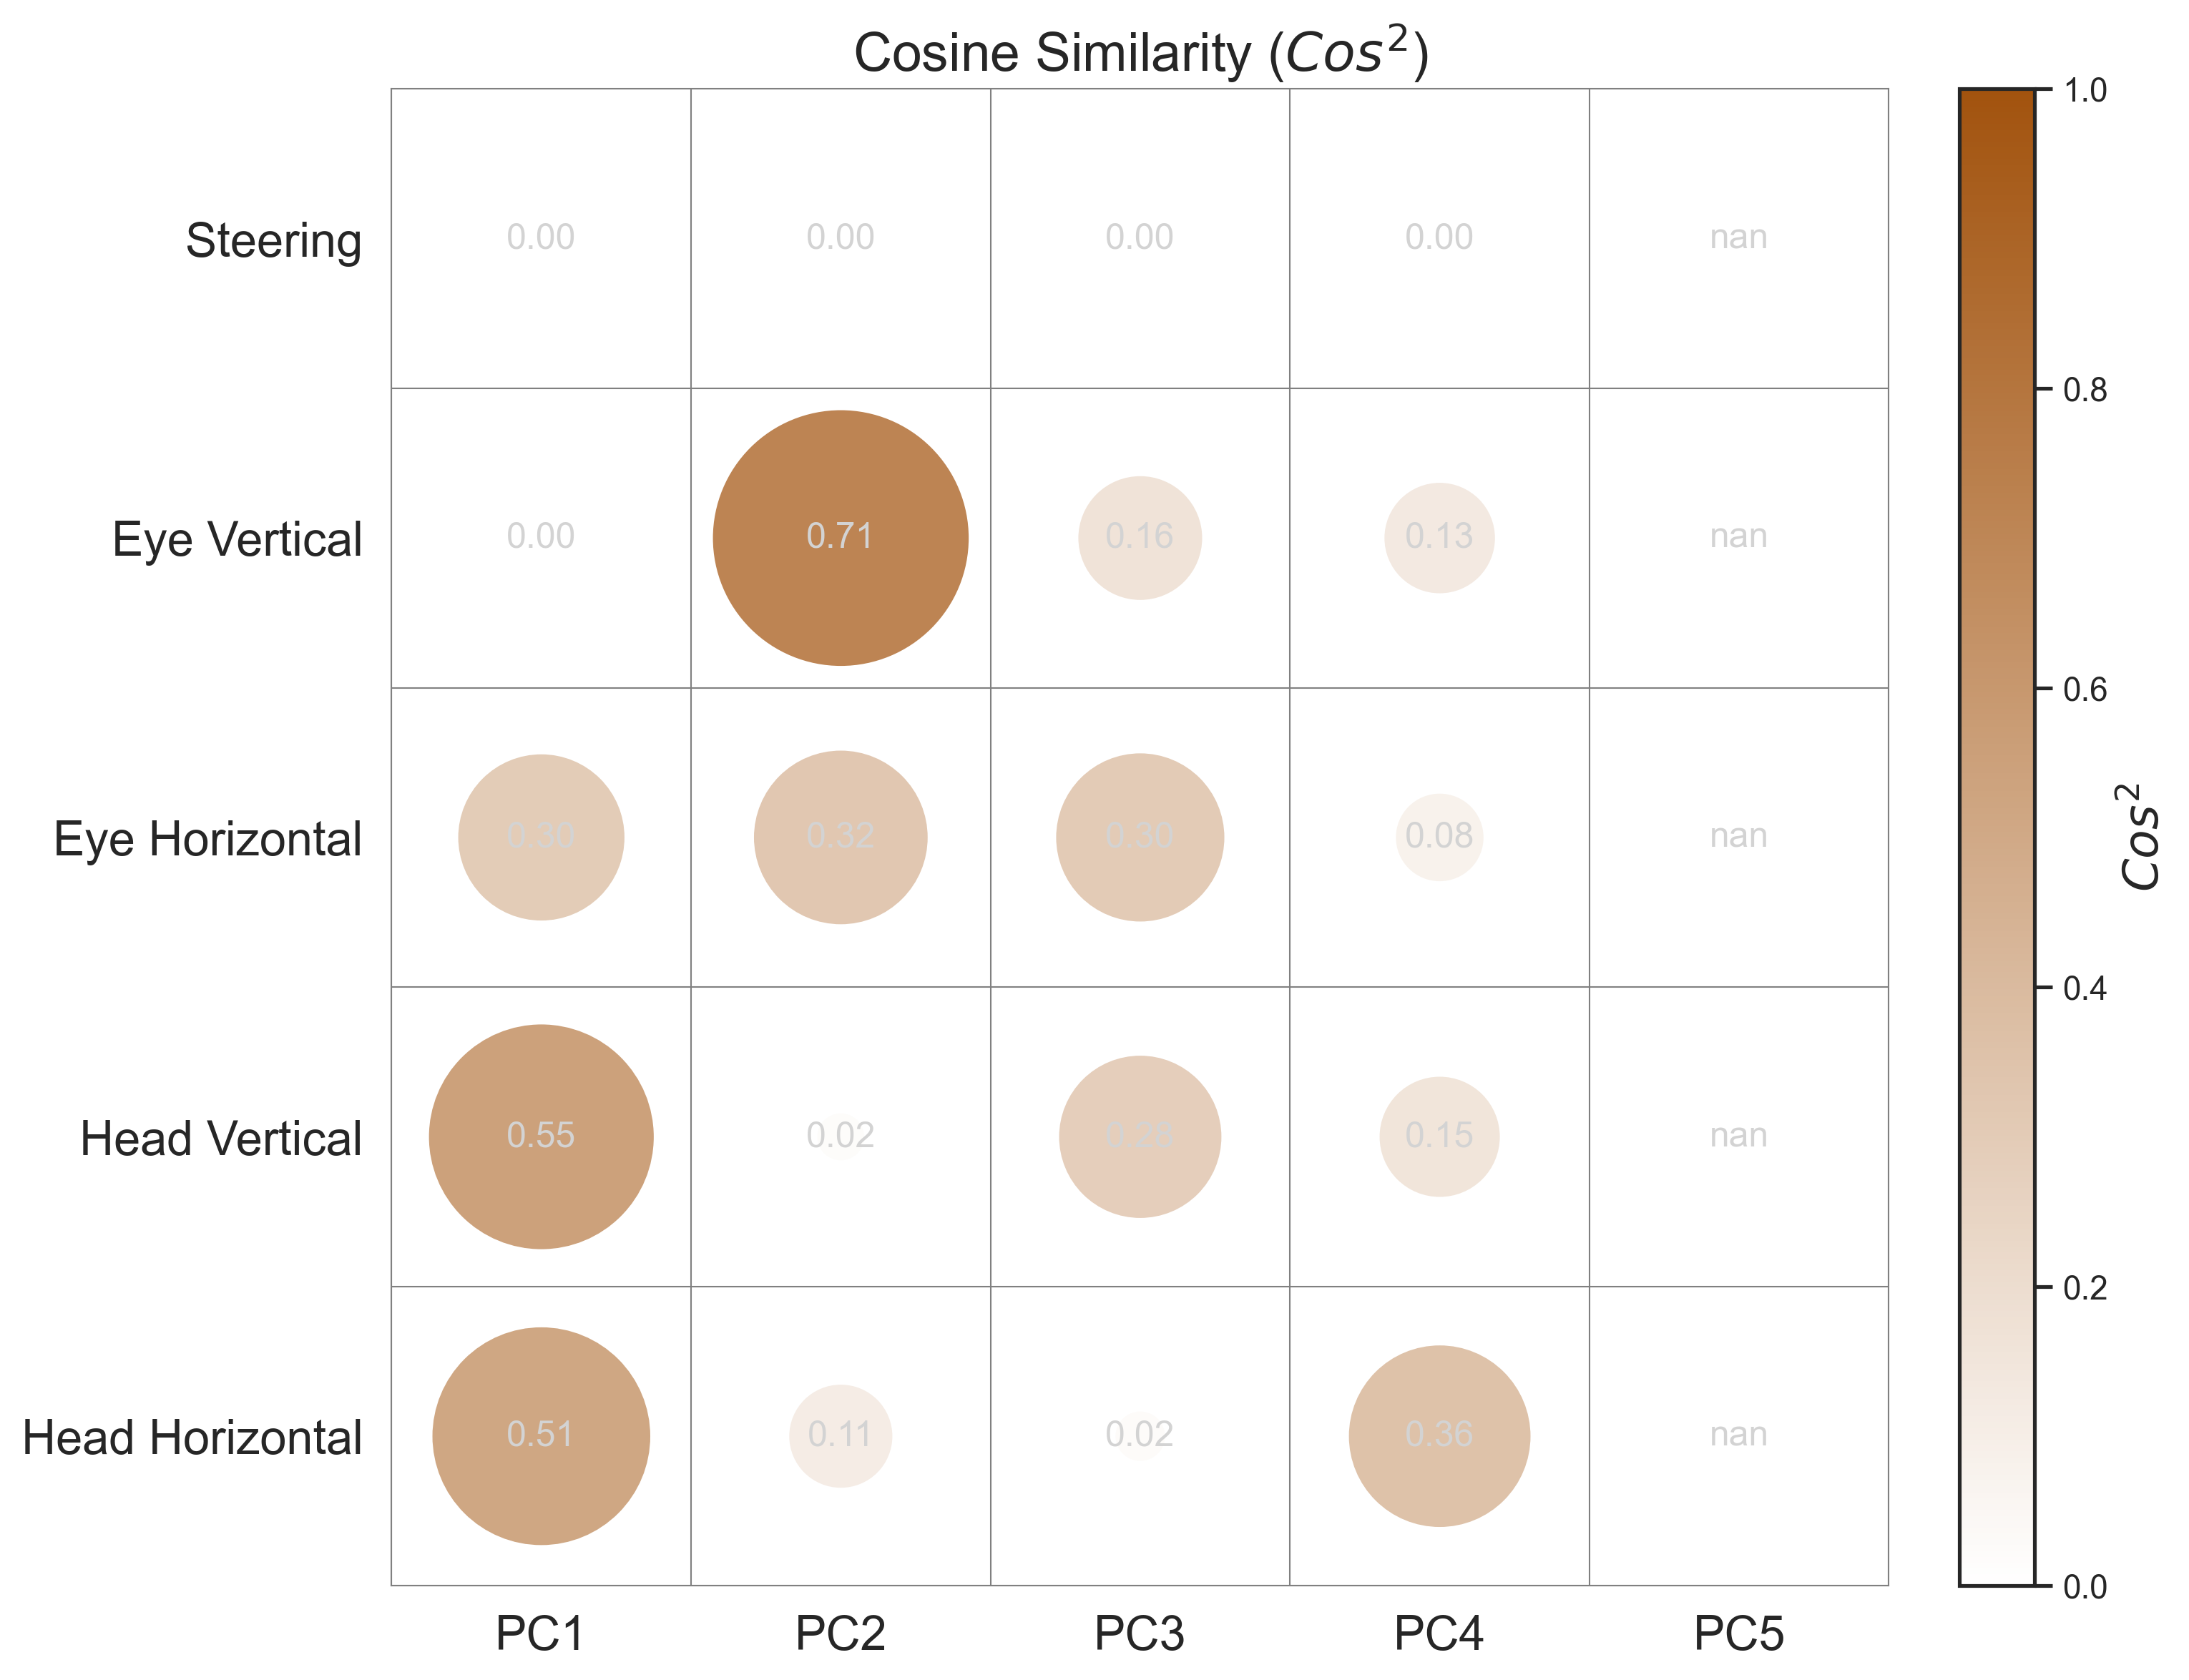 Cosine Similarity (Cos²)
Steering 0.00 0.00 0.00 0.00 nan
Eye Vertical 0.00 0.71 0.16 0.13 nan
Eye Horizontal 0.30 0.32 0.30 0.08 nan
Head Vertical 0.55 0.02 0.28 0.15 nan
Head Horizontal 0.51 0.11 0.02 0.36 nan
PC1 PC2 PC3 PC4 PC5
1.0
0.8
0.6
0.4
0.2
0.0
Cos²